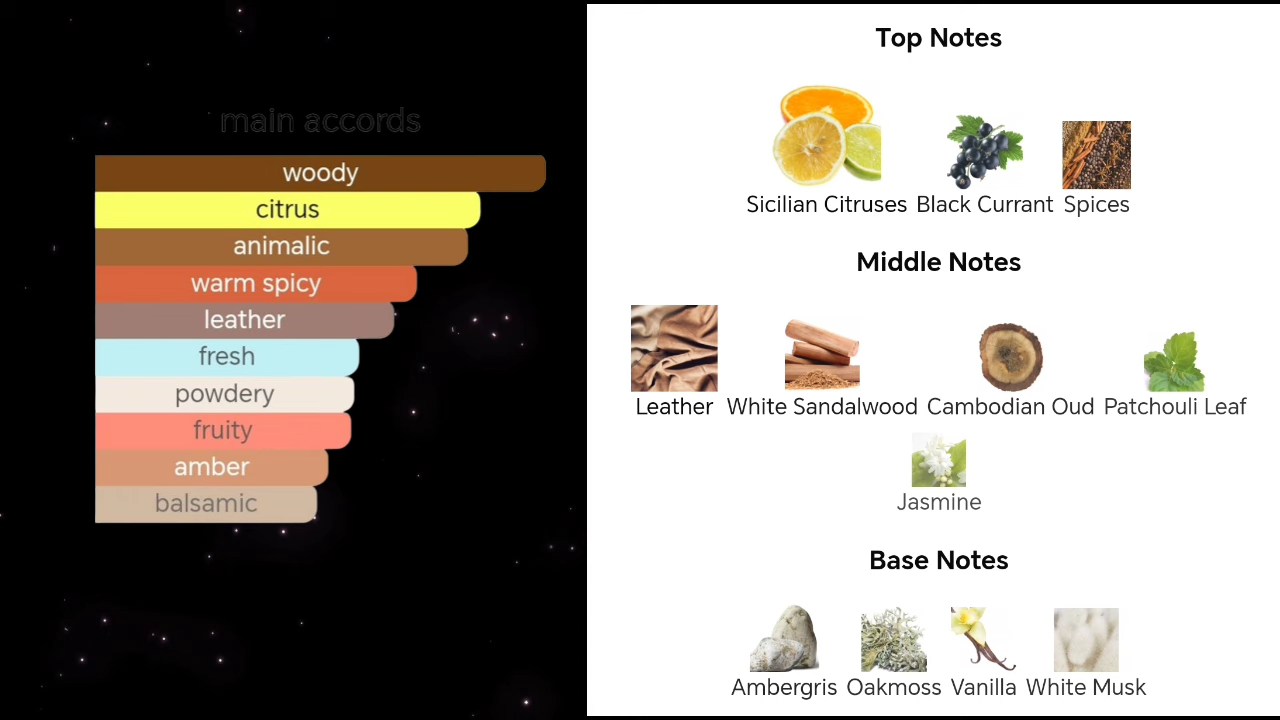 main accords
woody
citrus
animalic
warm spicy
leather
fresh
powdery
fruity
amber
balsamic
Top Notes
Sicilian Citruses Black Currant Spices
Middle Notes
Leather White Sandalwood Cambodian Oud Patchouli Leaf
Jasmine
Base Notes
Ambergris Oakmoss Vanilla White Musk